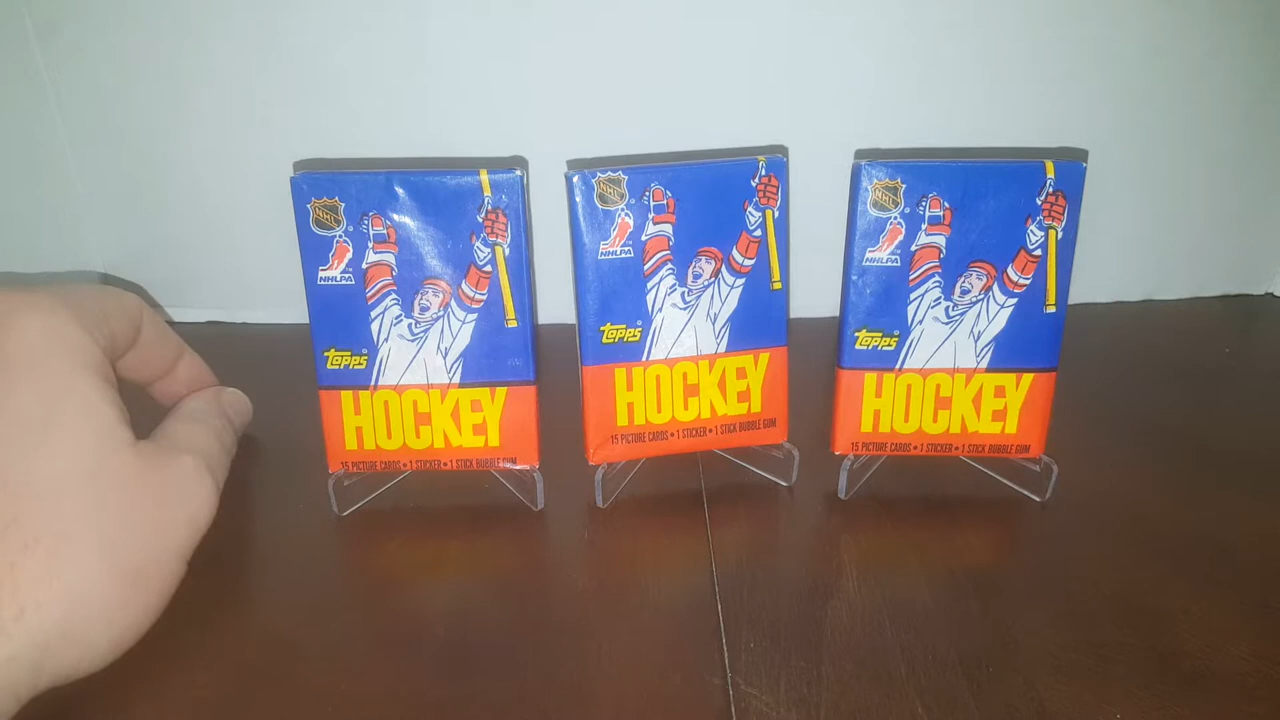 NHL
NHLPA
topps
HOCKEY
15 PICTURE CARDS • 1 STICKER • 1 STICK BUBBLE GUM
NHL
NHLPA
topps
HOCKEY
15 PICTURE CARDS • 1 STICKER • 1 STICK BUBBLE GUM
NHL
NHLPA
topps
HOCKEY
15 PICTURE CARDS • 1 STICKER • 1 STICK BUBBLE GUM